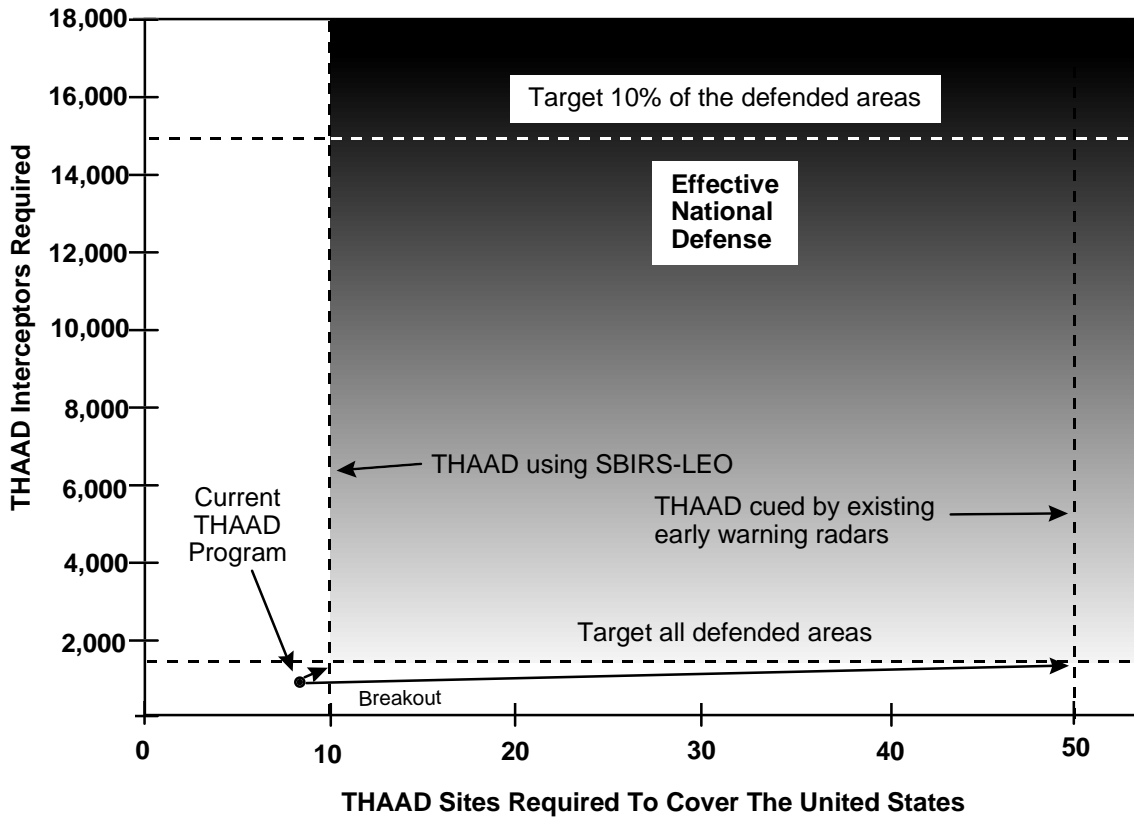 18,000
16,000
14,000
12,000
10,000
8,000
6,000
4,000
2,000
0
THAAD Interceptors Required
Target 10% of the defended areas
Effective
National
Defense
THAAD using SBIRS-LEO
Current
THAAD
Program
THAAD cued by existing
early warning radars
Target all defended areas
Breakout
0
10
20
30
40
50
THAAD Sites Required To Cover The United States